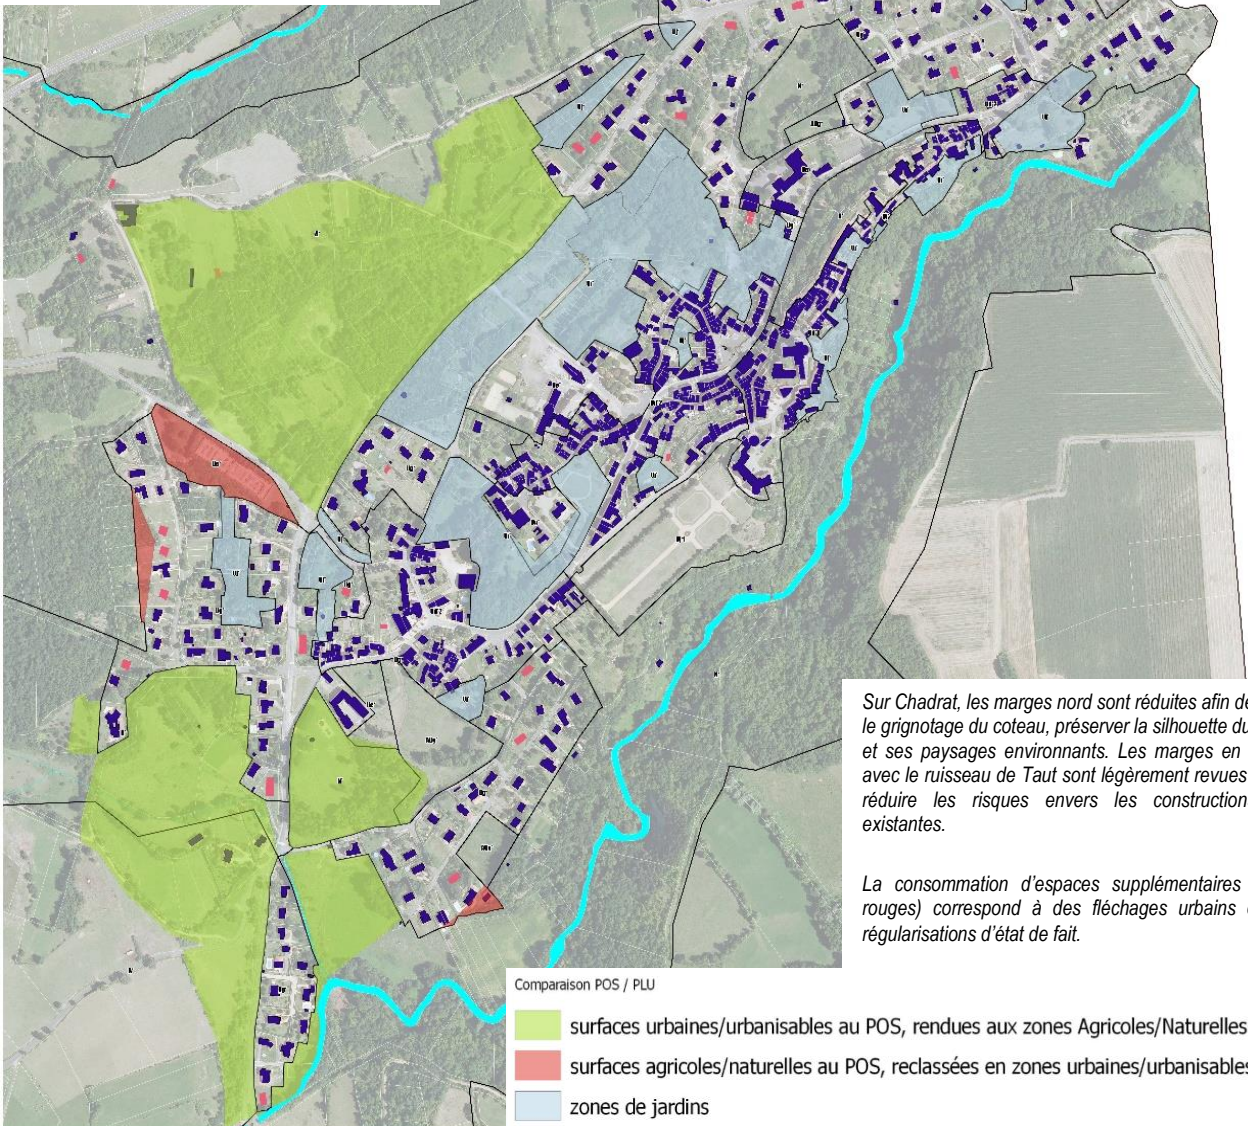 Sur Chadrat, les marges nord sont réduites afin de
le grignotage du coteau, préserver la silhouette du
et ses paysages environnants. Les marges en
avec le ruisseau de Taut sont légèrement revues
réduire les risques envers les construction
existantes.
La consommation d’espaces supplémentaires
rouges) correspond à des fléchages urbains
régularisations d’état de fait.
Comparaison POS / PLU
surfaces urbaines/urbanisables au POS, rendues aux zones Agricoles/Naturelles
surfaces agricoles/naturelles au POS, reclassées en zones urbaines/urbanisables
zones de jardins